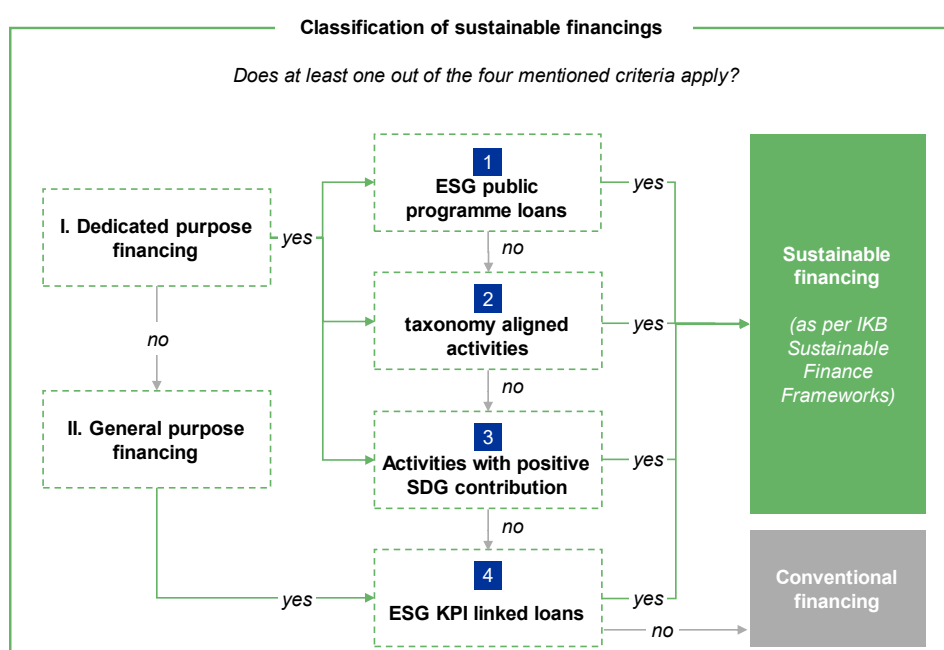 Classification of sustainable financings
Does at least one out of the four mentioned criteria apply?
I. Dedicated purpose
financing
yes
no
II. General purpose
financing
yes
1
ESG public
programme loans
yes
no
2
taxonomy aligned
activities
yes
no
3
Activities with positive
SDG contribution
yes
no
4
ESG KPI linked loans
yes
no
Sustainable
financing
(as per IKB
Sustainable
Finance
Frameworks)
Conventional
financing